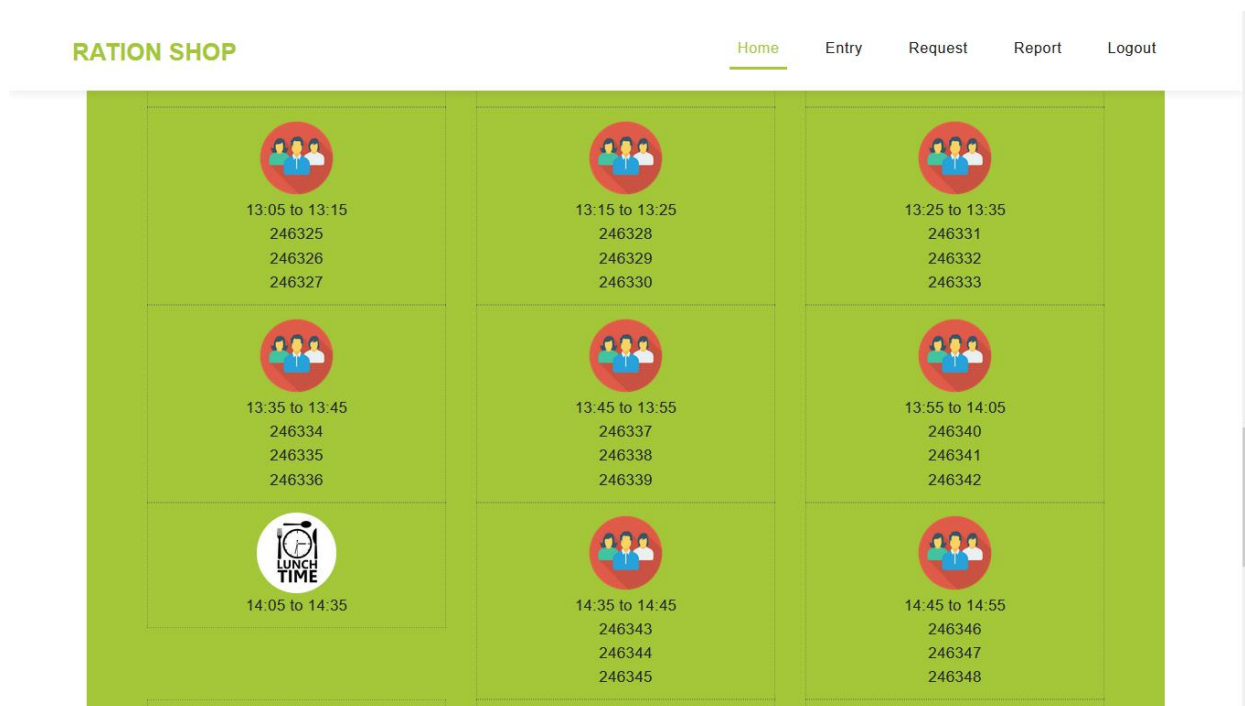 RATION SHOP
Home Entry Request Report Logout
13:05 to 13:15
246325
246326
246327
13:15 to 13:25
246328
246329
246330
13:25 to 13:35
246331
246332
246333
13:35 to 13:45
246334
246335
246336
13:45 to 13:55
246337
246338
246339
13:55 to 14:05
246340
246341
246342
LUNCH
TIME
14:05 to 14:35
14:35 to 14:45
246343
246344
246345
14:45 to 14:55
246346
246347
246348